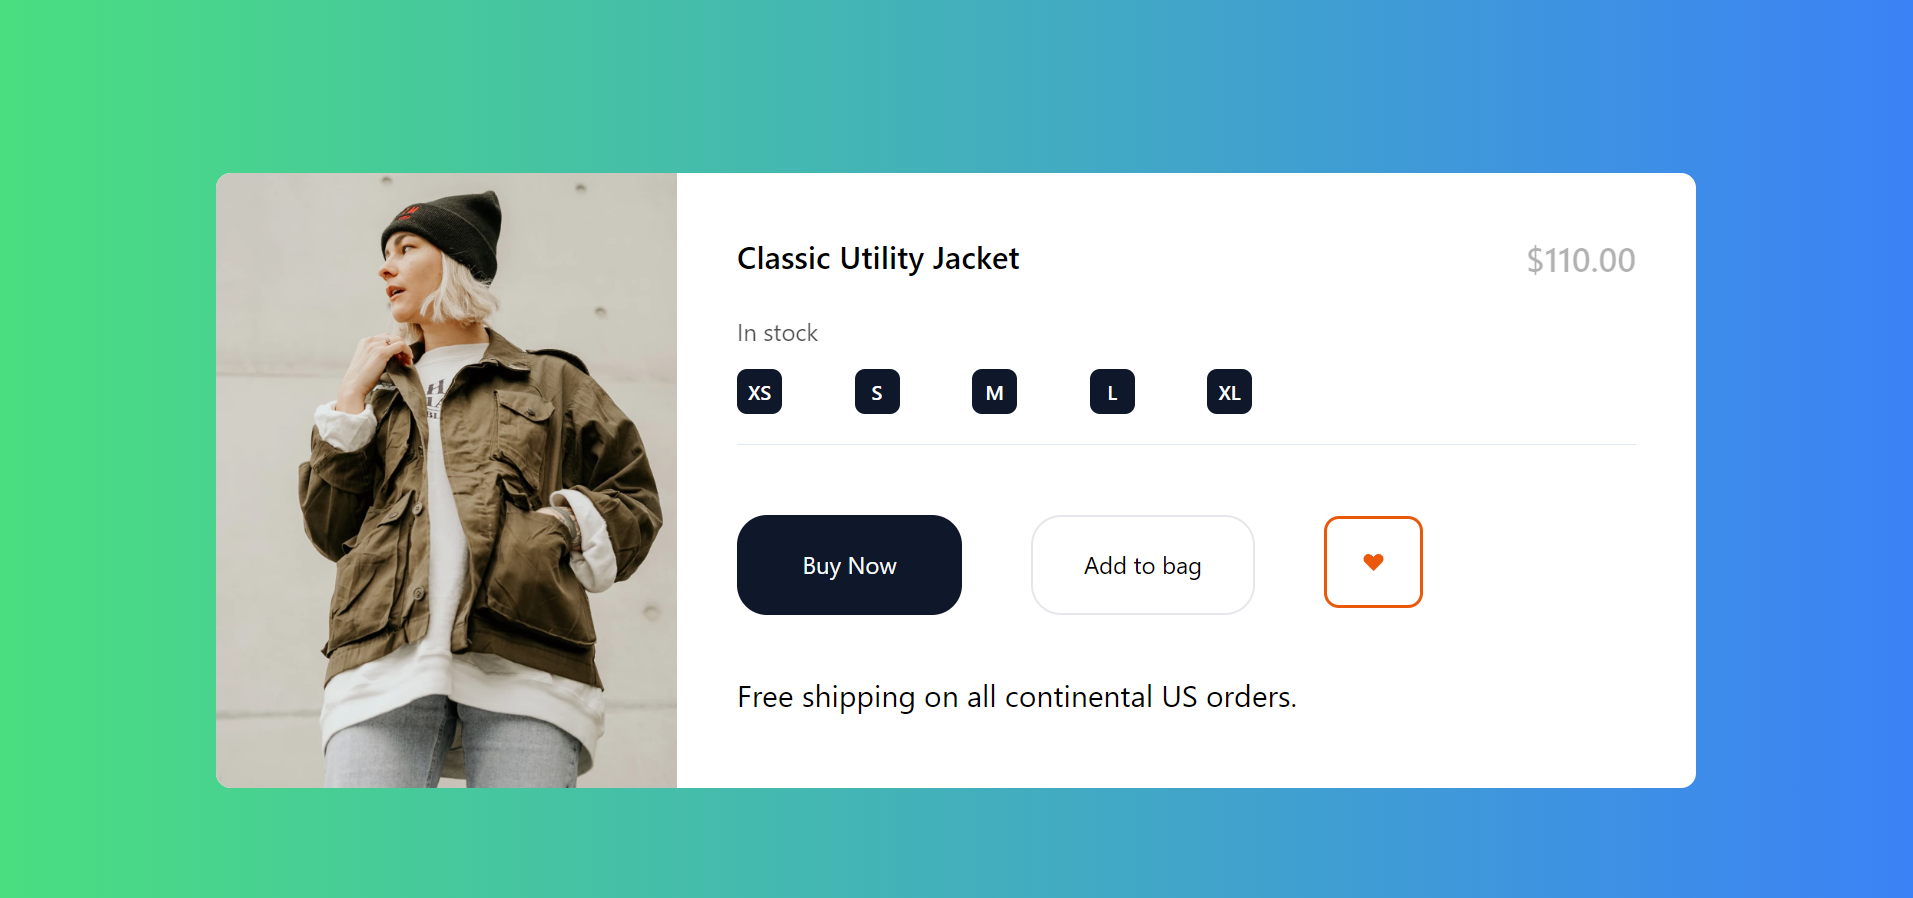 Classic Utility Jacket
$110.00
In stock
XS S M L XL
Buy Now
Add to bag
Free shipping on all continental US orders.